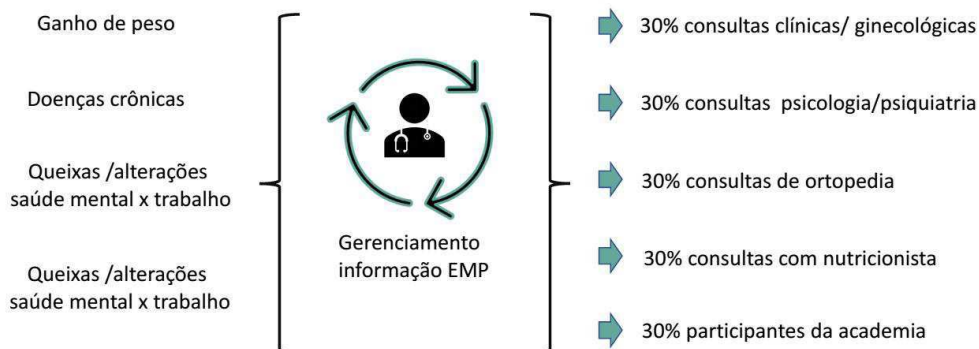 Ganho de peso
Doenças crônicas
Queixas /alterações
saúde mental x trabalho
Queixas /alterações
saúde mental x trabalho
Gerenciamento
informação EMP
30% consultas clínicas/ ginecológicas
30% consultas psicologia/psiquiatria
30% consultas de ortopedia
30% consultas com nutricionista
30% participantes da academia